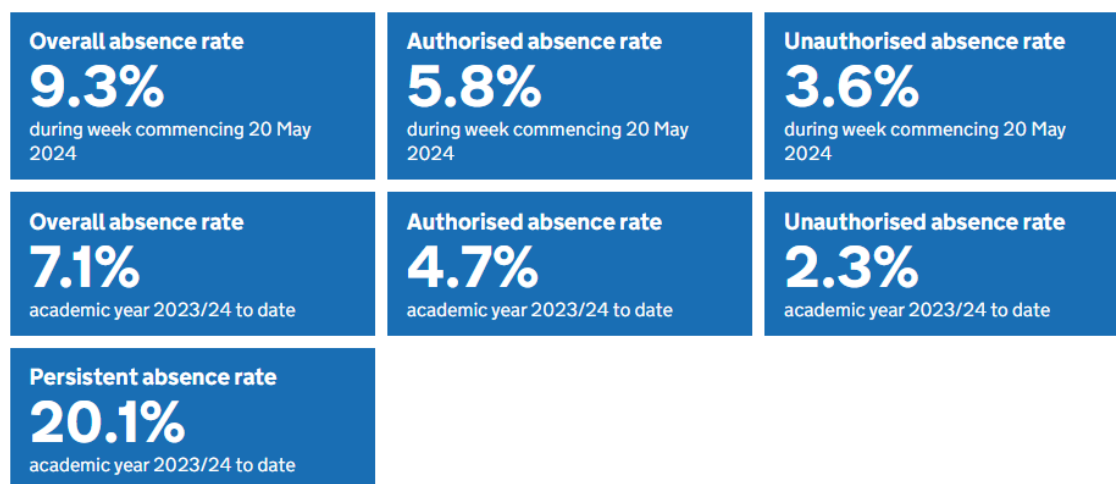 Overall absence rate
9.3%
during week commencing 20 May
2024
Authorised absence rate
5.8%
during week commencing 20 May
2024
Unauthorised absence rate
3.6%
during week commencing 20 May
2024
Overall absence rate
7.1%
academic year 2023/24 to date
Authorised absence rate
4.7%
academic year 2023/24 to date
Unauthorised absence rate
2.3%
academic year 2023/24 to date
Persistent absence rate
20.1%
academic year 2023/24 to date